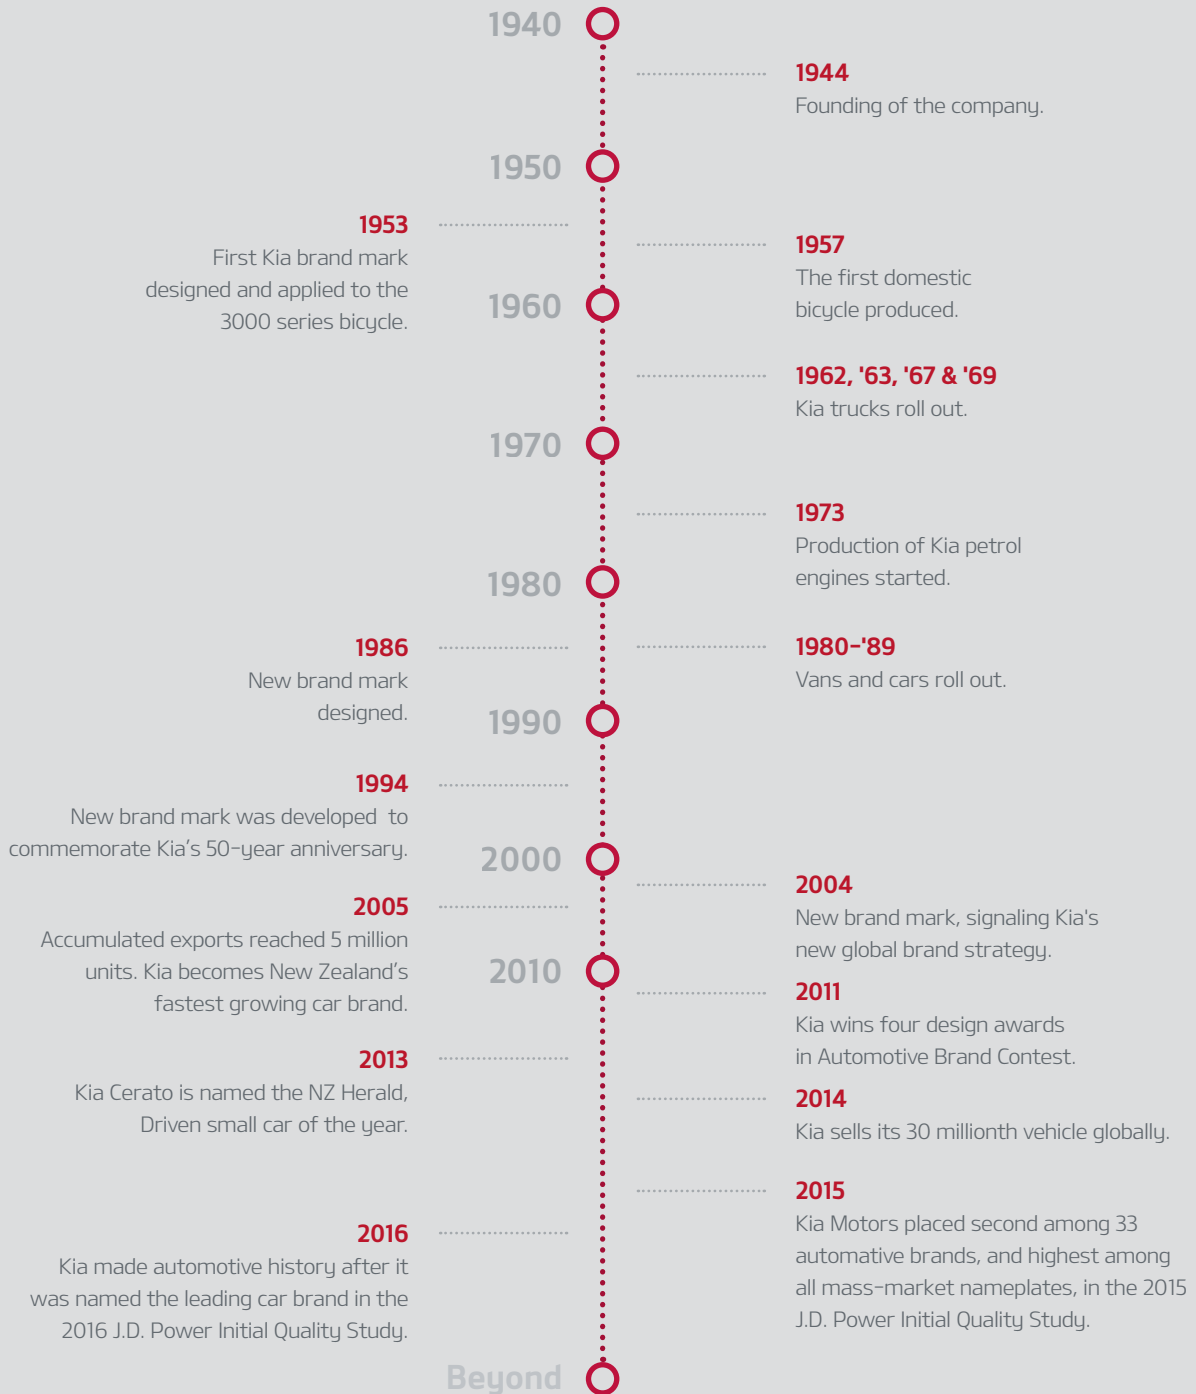 1940
1944
Founding of the company.
1950
1953
First Kia brand mark
designed and applied to the
3000 series bicycle.
1957
The first domestic
bicycle produced.
1960
1962, '63, '67 & '69
Kia trucks roll out.
1970
1973
Production of Kia petrol
engines started.
1980
1986
New brand mark
designed.
1980-'89
Vans and cars roll out.
1990
1994
New brand mark was developed to
commemorate Kia's 50-year anniversary.
2000
2004
New brand mark, signaling Kia's
new global brand strategy.
2005
Accumulated exports reached 5 million
units. Kia becomes New Zealand's
fastest growing car brand.
2010
2011
Kia wins four design awards
in Automotive Brand Contest.
2013
Kia Cerato is named the NZ Herald,
Driven small car of the year.
2014
Kia sells its 30 millionth vehicle globally.
2015
Kia Motors placed second among 33
automative brands, and highest among
all mass-market nameplates, in the 2015
J.D. Power Initial Quality Study.
2016
Kia made automotive history after it
was named the leading car brand in the
2016 J.D. Power Initial Quality Study.
Beyond